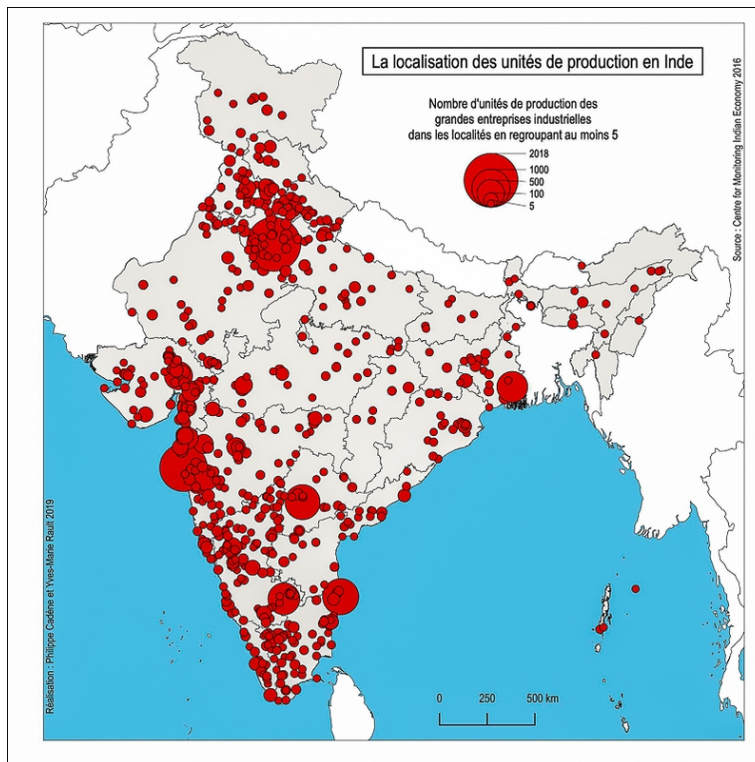 La localisation des unités de production en Inde
Nombre d'unités de production des
grandes entreprises industrielles
dans les localités en regroupant au moins 5
2018
1000
500
100
5
Source : Centre for Monitoring Indian Economy 2016
Réalisation : Philippe Cadène et Yves-Marie Rault 2019
0 250 500 km